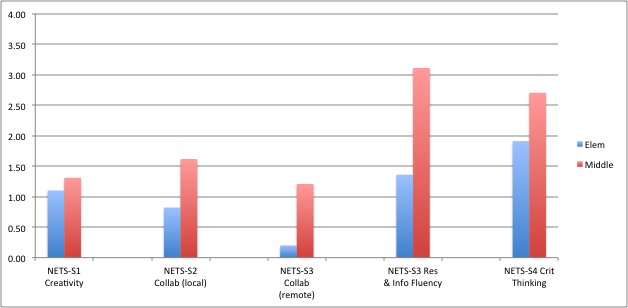 4.00
3.50
3.00
2.50
2.00
1.50
1.00
0.50
0.00
Elem
Middle
NETS-S1
Creativity
NETS-S2
Collab (local)
NETS-S3
Collab
(remote)
NETS-S3 Res
& Info Fluency
NETS-S4 Crit
Thinking